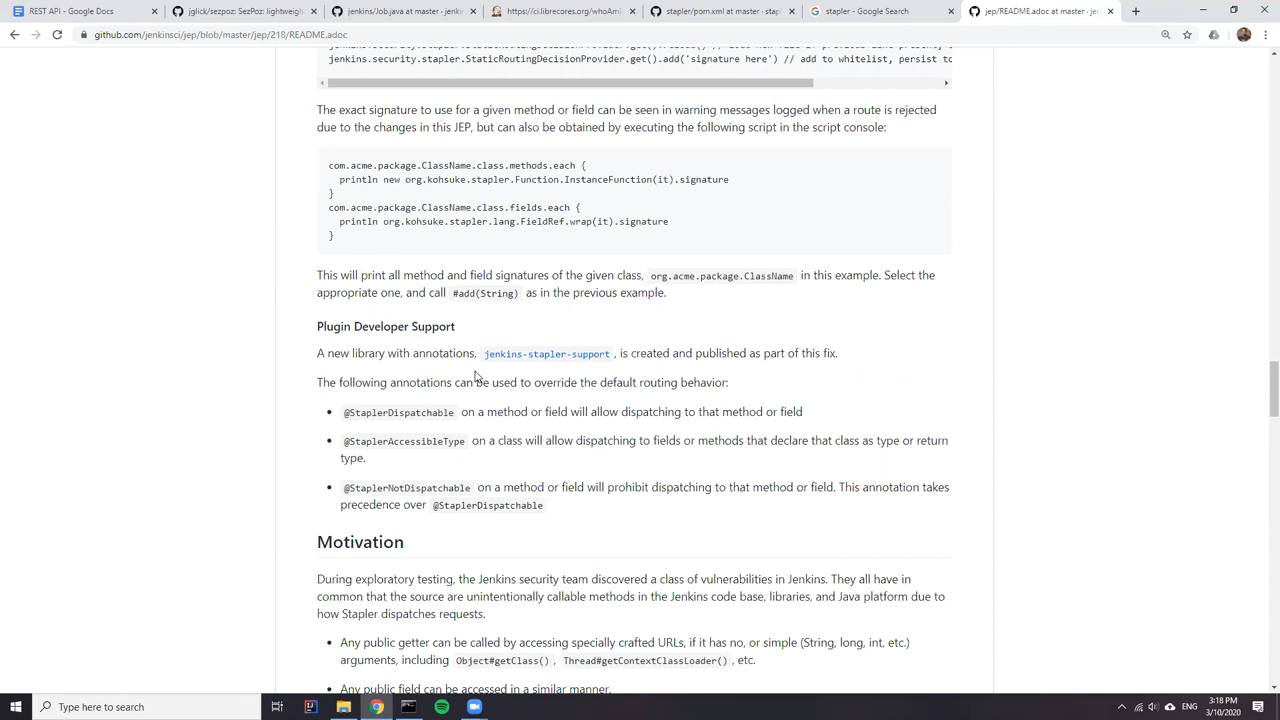 REST API - Google Docs
jglick/sezpoz: SezPoz: lightweigh
jenkins/Job.java at master · jenk
https://ci.librecores.org/whoAmI
stapler/pom.xml at master · stap
stapler - Google Search
jep/README.adoc at master · jen
github.com/jenkinsci/jep/blob/master/jep/218/README.adoc
jenkins.security.stapler.StaticRoutingDecisionProvider.get().add('signature here') // add to whitelist, persist to
The exact signature to use for a given method or field can be seen in warning messages logged when a route is rejected
due to the changes in this JEP, but can also be obtained by executing the following script in the script console:
com.acme.package.ClassName.class.methods.each {
println new org.kohsuke.stapler.Function.InstanceFunction(it).signature
}
com.acme.package.ClassName.class.fields.each {
println org.kohsuke.stapler.lang.FieldRef.wrap(it).signature
}
This will print all method and field signatures of the given class, org.acme.package.ClassName in this example. Select the
appropriate one, and call #add(String) as in the previous example.
Plugin Developer Support
A new library with annotations, jenkins-stapler-support, is created and published as part of this fix.
The following annotations can be used to override the default routing behavior:
• @StaplerDispatchable on a method or field will allow dispatching to that method or field
• @StaplerAccessibleType on a class will allow dispatching to fields or methods that declare that class as type or return
type.
• @StaplerNotDispatchable on a method or field will prohibit dispatching to that method or field. This annotation takes
precedence over @StaplerDispatchable
Motivation
During exploratory testing, the Jenkins security team discovered a class of vulnerabilities in Jenkins. They all have in
common that the source are unintentionally callable methods in the Jenkins code base, libraries, and Java platform due to
how Stapler dispatches requests.
• Any public getter can be called by accessing specially crafted URLs, if it has no, or simple (String, long, int, etc.)
arguments, including Object#getClass(), Thread#getContextClassLoader(), etc.
• Any public field can be accessed in a similar manner.
Type here to search
ENG
3:18 PM
3/10/2020